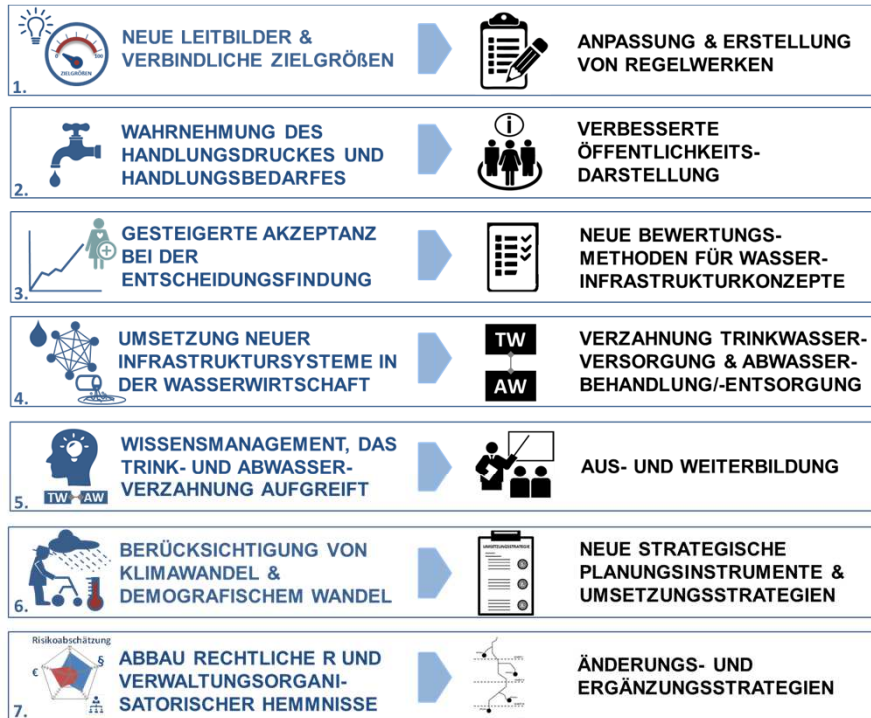 ZIELGRÖßEN
1.
NEUE LEITBILDER &
VERBINDLICHE ZIELGRÖßEN
ANPASSUNG & ERSTELLUNG
VON REGELWERKEN
2.
WAHRNEHMUNG DES
HANDLUNGSDRUCKES UND
HANDLUNGSBEDARFES
i
VERBESSERTE
ÖFFENTLICHKEITS-
DARSTELLUNG
3.
GESTEIGERTE AKZEPTANZ
BEI DER
ENTSCHEIDUNGSFINDUNG
NEUE BEWERTUNGS-
METHODEN FÜR WASSER-
INFRASTRUKTURKONZEPTE
4.
UMSETZUNG NEUER
INFRASTRUKTURSYSTEME IN
DER WASSERWIRTSCHAFT
TW
AW
VERZAHNUNG TRINKWASSER-
VERSORGUNG & ABWASSER-
BEHANDLUNG/-ENTSORGUNG
5.
TW AW
WISSENSMANAGEMENT, DAS
TRINK- UND ABWASSER-
VERZAHNUNG AUFGREIFT
AUS- UND WEITERBILDUNG
6.
BERÜCKSICHTIGUNG VON
KLIMAWANDEL &
DEMOGRAFISCHEM WANDEL
UMSETZUNGSSTRATEGIE
NEUE STRATEGISCHE
PLANUNGSINSTRUMENTE &
UMSETZUNGSSTRATEGIEN
Risikoabschätzung
€
§
7.
ABBAU RECHTLICHE R UND
VERWALTUNGSORGANI-
SATORISCHER HEMMNISSE
ÄNDERUNGS- UND
ERGÄNZUNGSSTRATEGIEN